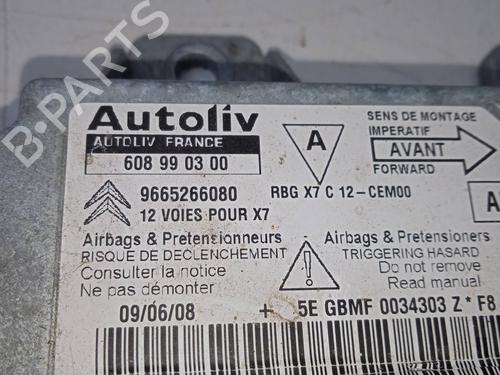 B-PARTS
Autoliv
AUTOLIV FRANCE
608 99 03 00
A
SENS DE MONTAGE
IMPERATIF
AVANT
FORWARD
9665266080
12 VOIES POUR X7
RBG X7 C 12-CEM00
A
Airbags & Pretensionneurs
RISQUE DE DECLENCHEMENT
Consulter la notice
Ne pas démonter
Airbags & Pretensioners
TRIGGERING HASARD
Do not remove
Read manual
09/06/08 + 5E GBMF 0034303 Z * F8